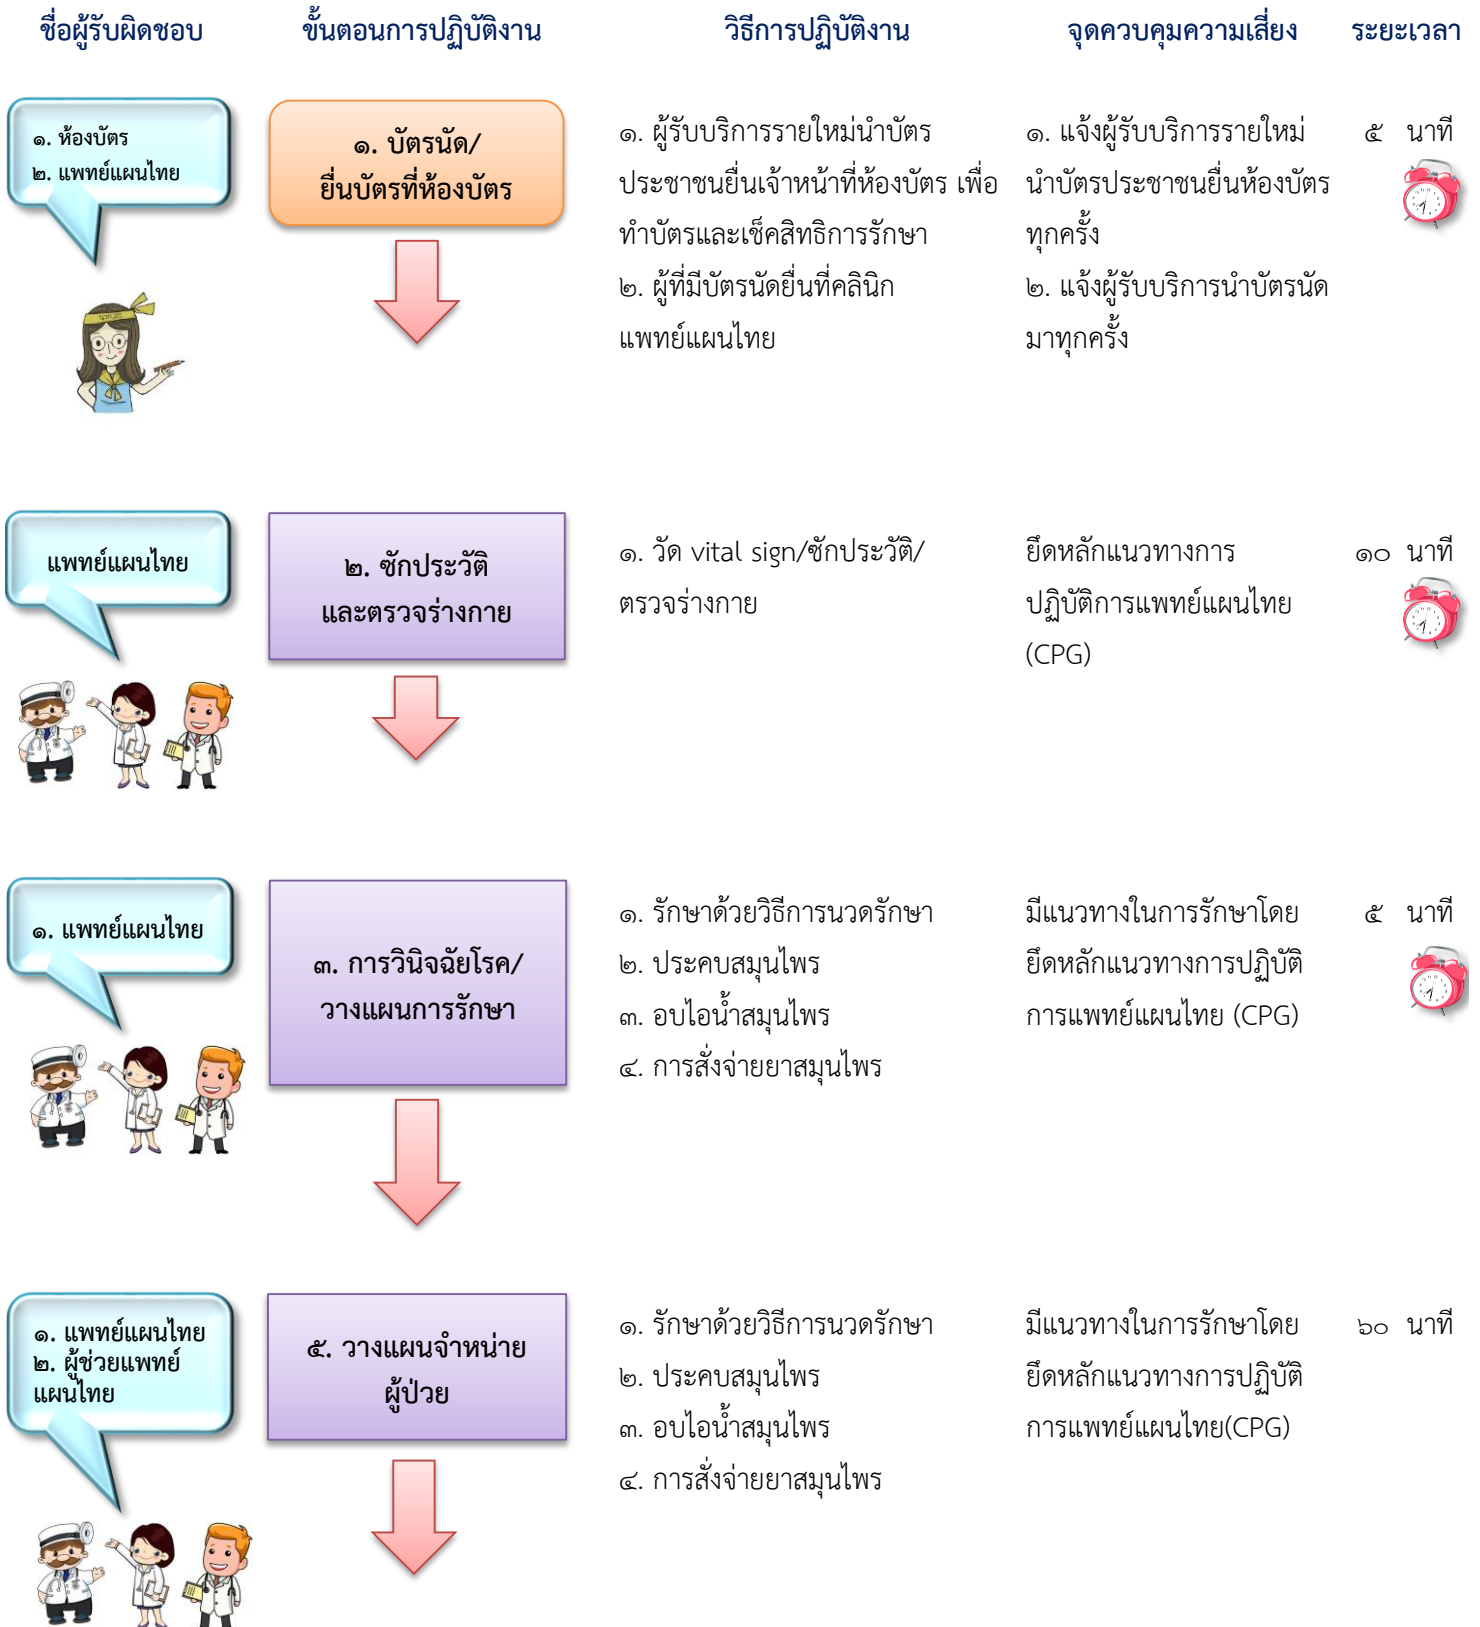 ชื่อผู้รับผิดชอบ ขั้นตอนการปฏิบัติงาน วิธีการปฏิบัติงาน จุดควบคุมความเสี่ยง ระยะเวลา
๑. ห้องบัตร
๒. แพทย์แผนไทย
๑. บัตรนัด/
ยื่นบัตรที่ห้องบัตร
๑. ผู้รับบริการรายใหม่นำบัตร
ประชาชนยื่นเจ้าหน้าที่ห้องบัตร เพื่อ
ทำบัตรและเช็คสิทธิการรักษา
๒. ผู้ที่มีบัตรนัดยื่นที่คลินิก
แพทย์แผนไทย
๑. แจ้งผู้รับบริการรายใหม่
นำบัตรประชาชนยื่นห้องบัตร
ทุกครั้ง
๒. แจ้งผู้รับบริการนำบัตรนัด
มาทุกครั้ง
๕ นาที
แพทย์แผนไทย
๒. ซักประวัติ
และตรวจร่างกาย
๑. วัด vital sign/ซักประวัติ/
ตรวจร่างกาย
ยึดหลักแนวทางการ
ปฏิบัติการแพทย์แผนไทย
(CPG)
๑๐ นาที
๑. แพทย์แผนไทย
๓. การวินิจฉัยโรค/
วางแผนการรักษา
๑. รักษาด้วยวิธีการนวดรักษา
๒. ประคบสมุนไพร
๓. อบไอน้ำสมุนไพร
๔. การสั่งจ่ายยาสมุนไพร
มีแนวทางในการรักษาโดย
ยึดหลักแนวทางการปฏิบัติ
การแพทย์แผนไทย (CPG)
๕ นาที
๑. แพทย์แผนไทย
๒. ผู้ช่วยแพทย์
แผนไทย
๕. วางแผนจำหน่าย
ผู้ป่วย
๑. รักษาด้วยวิธีการนวดรักษา
๒. ประคบสมุนไพร
๓. อบไอน้ำสมุนไพร
๔. การสั่งจ่ายยาสมุนไพร
มีแนวทางในการรักษาโดย
ยึดหลักแนวทางการปฏิบัติ
การแพทย์แผนไทย(CPG)
๖๐ นาที